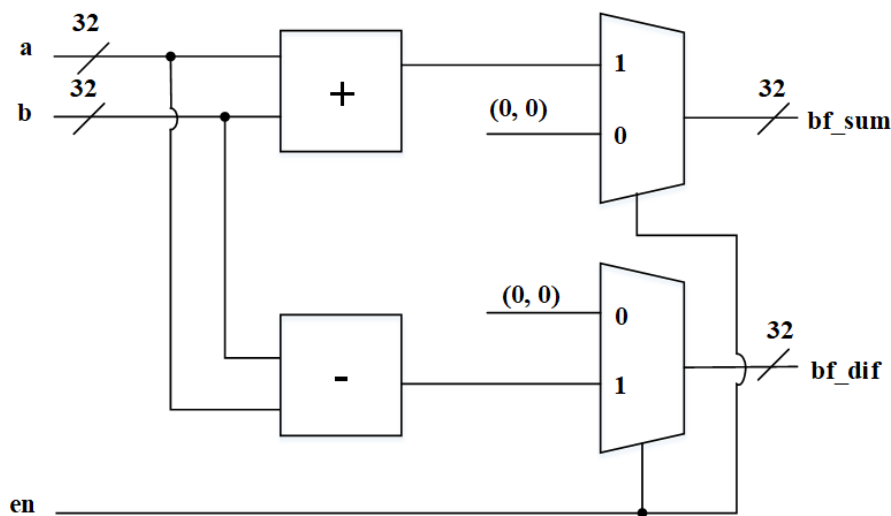 32
a
32
b
+
1
(0, 0)
0
32
bf_sum
(0, 0)
0
32
-
1
bf_dif
en